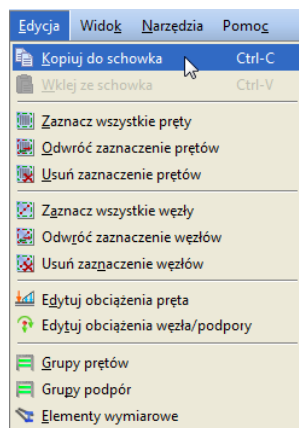 Edycja Widok Narzędzia Pomoc
Kopiuj do schowka Ctrl-C
Wklej ze schowka Ctrl-V
Zaznacz wszystkie pręty
Odwróć zaznaczenie prętów
Usuń zaznaczenie prętów
Zaznacz wszystkie węzły
Odwróć zaznaczenie węzłów
Usuń zaznaczenie węzłów
Edytuj obciążenia pręta
Edytuj obciążenia węzła/podpory
Grupy prętów
Grupy podpór
Elementy wymiarowe